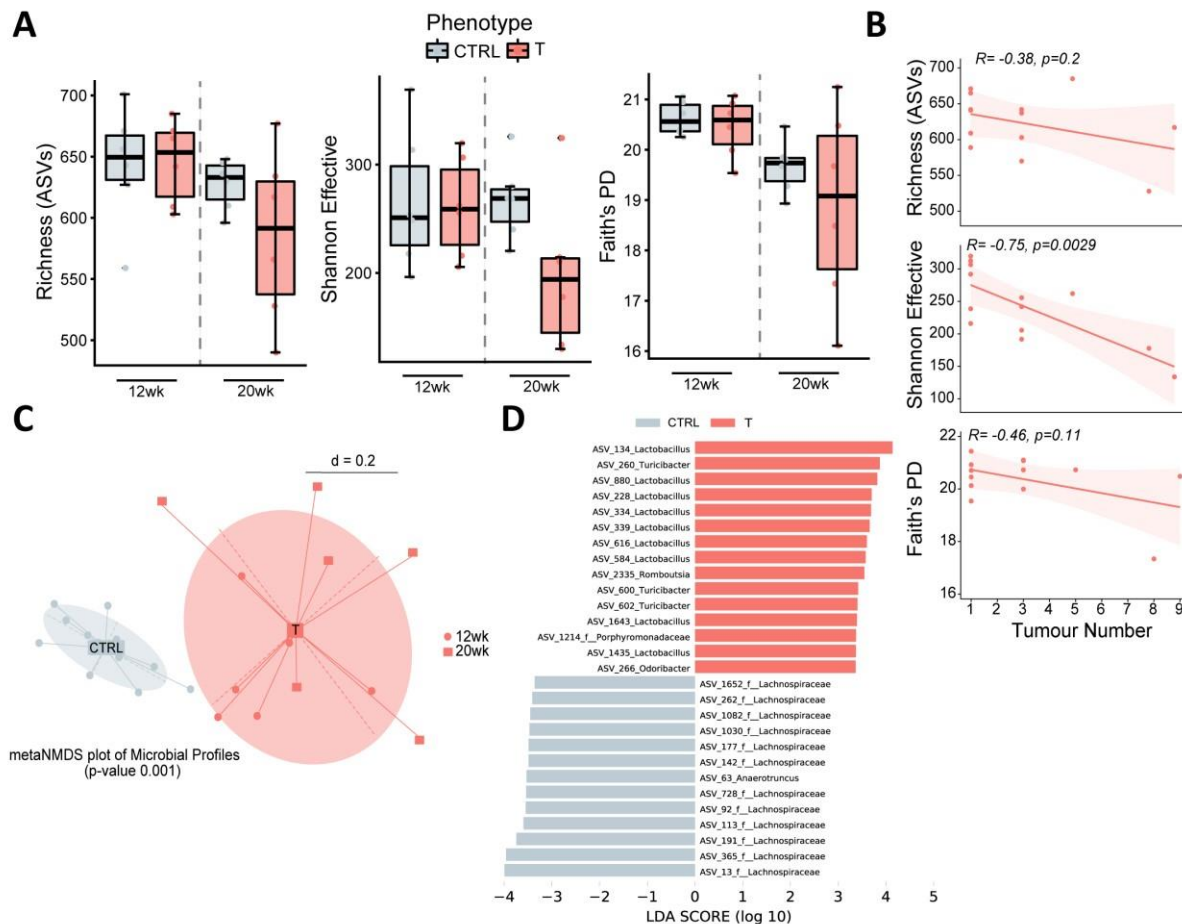 A
Phenotype
CTRL T
Richness (ASVs)
700
650
600
550
500
12wk 20wk
Shannon Effective
300
200
12wk 20wk
Faith's PD
21
20
19
18
17
16
12wk 20wk
B
R= -0.38, p=0.2
Richness (ASVs)
700
650
600
550
500
R= -0.75, p=0.0029
Shannon Effective
300
250
200
150
100
R= -0.46, p=0.11
Faith's PD
22
20
18
16
1 2 3 4 5 6 7 8 9
Tumour Number
C
d = 0.2
CTRL
T
12wk
20wk
metaNMDS plot of Microbial Profiles
(p-value 0.001)
D
CTRL T
ASV_134_Lactobacillus
ASV_260_Turicibacter
ASV_880_Lactobacillus
ASV_228_Lactobacillus
ASV_334_Lactobacillus
ASV_339_Lactobacillus
ASV_616_Lactobacillus
ASV_584_Lactobacillus
ASV_2335_Romboutsia
ASV_600_Turicibacter
ASV_602_Turicibacter
ASV_1643_Lactobacillus
ASV_1214_f__Porphyromonadaceae
ASV_1435_Lactobacillus
ASV_266_Odoribacter
ASV_1652_f__Lachnospiraceae
ASV_262_f__Lachnospiraceae
ASV_1082_f__Lachnospiraceae
ASV_1030_f__Lachnospiraceae
ASV_177_f__Lachnospiraceae
ASV_142_f__Lachnospiraceae
ASV_63_Anaerotruncus
ASV_728_f__Lachnospiraceae
ASV_92_f__Lachnospiraceae
ASV_113_f__Lachnospiraceae
ASV_191_f__Lachnospiraceae
ASV_365_f__Lachnospiraceae
ASV_13_f__Lachnospiraceae
−4 −3 −2 −1 0 1 2 3 4 5
LDA SCORE (log 10)